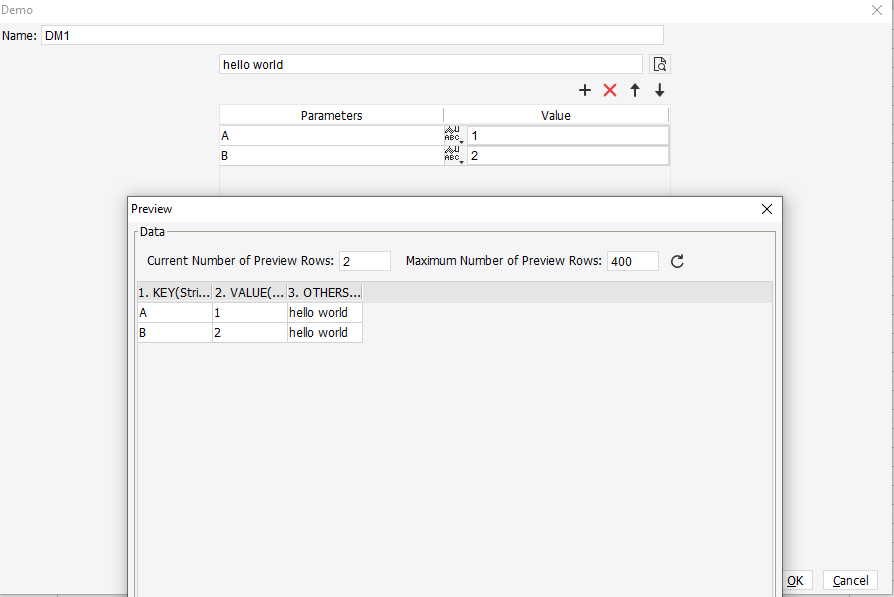 Demo
Name: DM1
hello world
Parameters Value
A ABC 1
B ABC 2
Preview
Data
Current Number of Preview Rows: 2 Maximum Number of Preview Rows: 400
1. KEY(Stri... 2. VALUE(... 3. OTHERS...
A 1 hello world
B 2 hello world
OK Cancel